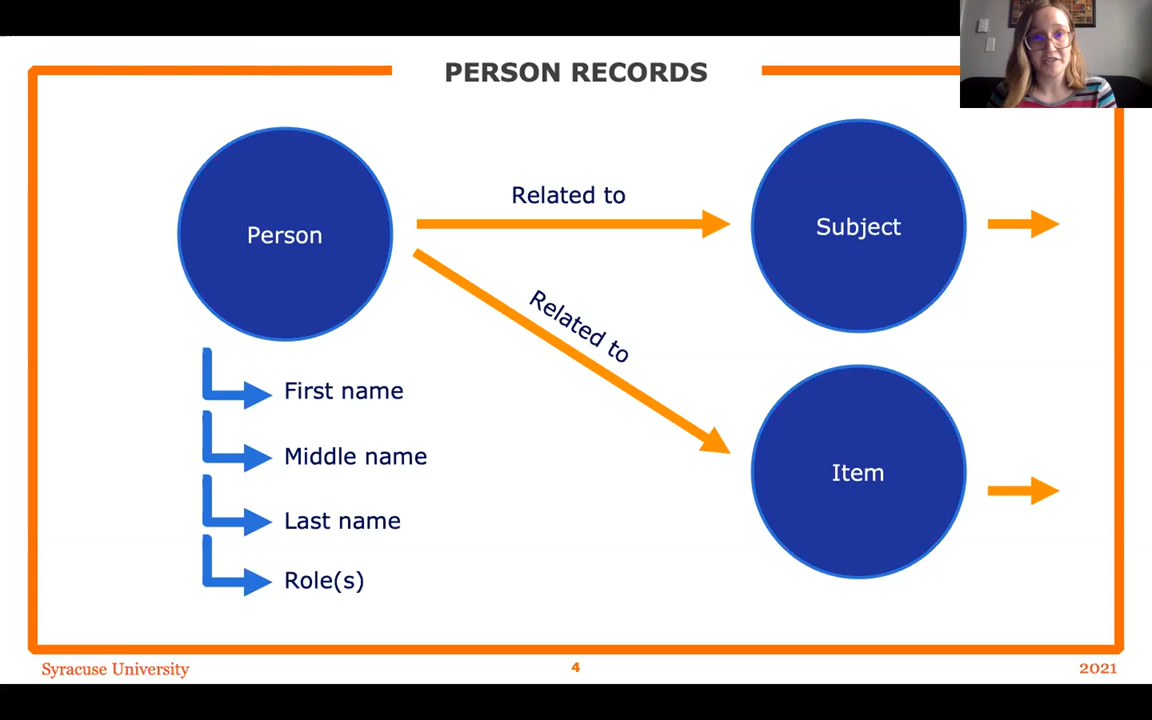 PERSON RECORDS
Person
Related to
Subject
Related to
Item
First name
Middle name
Last name
Role(s)
Syracuse University
4
2021